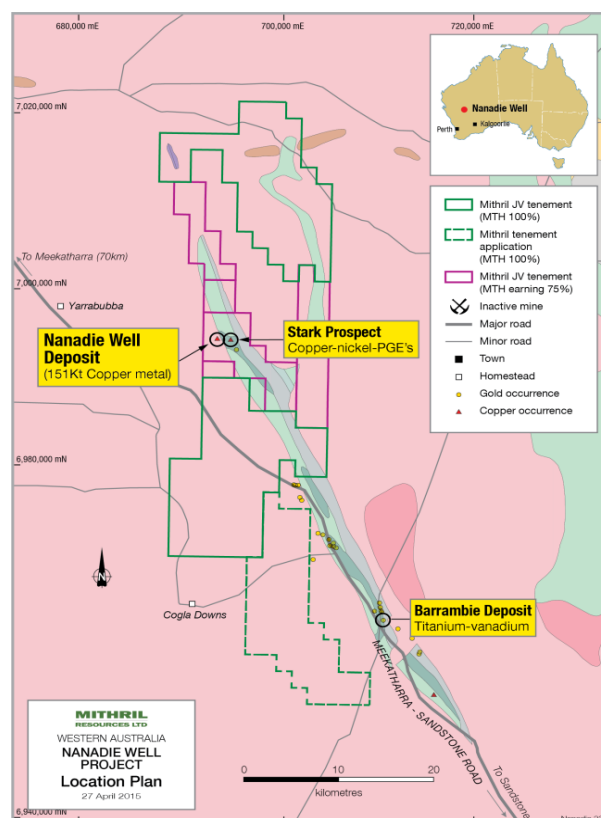 680,000 mE
700,000 mE
720,000 mE
7,020,000 mN
Nanadie Well
Perth
Kalgoorlis
Mithril JV tenement
(MTH 100%)
Mithril tenement
application
(MTH 100%)
Mithril JV tenement
(MTH earning 75%)
Inactive mine
Major road
Minor road
Town
Homestead
Gold occurrence
Copper occurrence
To Meekatharra (70km)
7,000,000 mN
Yarrabubba
Nanadie Well
Deposit
(151Kt Copper metal)
Stark Prospect
Copper-nickel-PGE's
6,980,000 mN
N
Cogla Downs
Barrambie Deposit
Titanium-vanadium
MEEKATHARRA - SANDSTONE ROAD
To Sandstone
MITHRIL
RESOURCES LTD
WESTERN AUSTRALIA
NANADIE WELL
PROJECT
Location Plan
27 April 2015
0
10
20
kilometres
6,940,000 mN